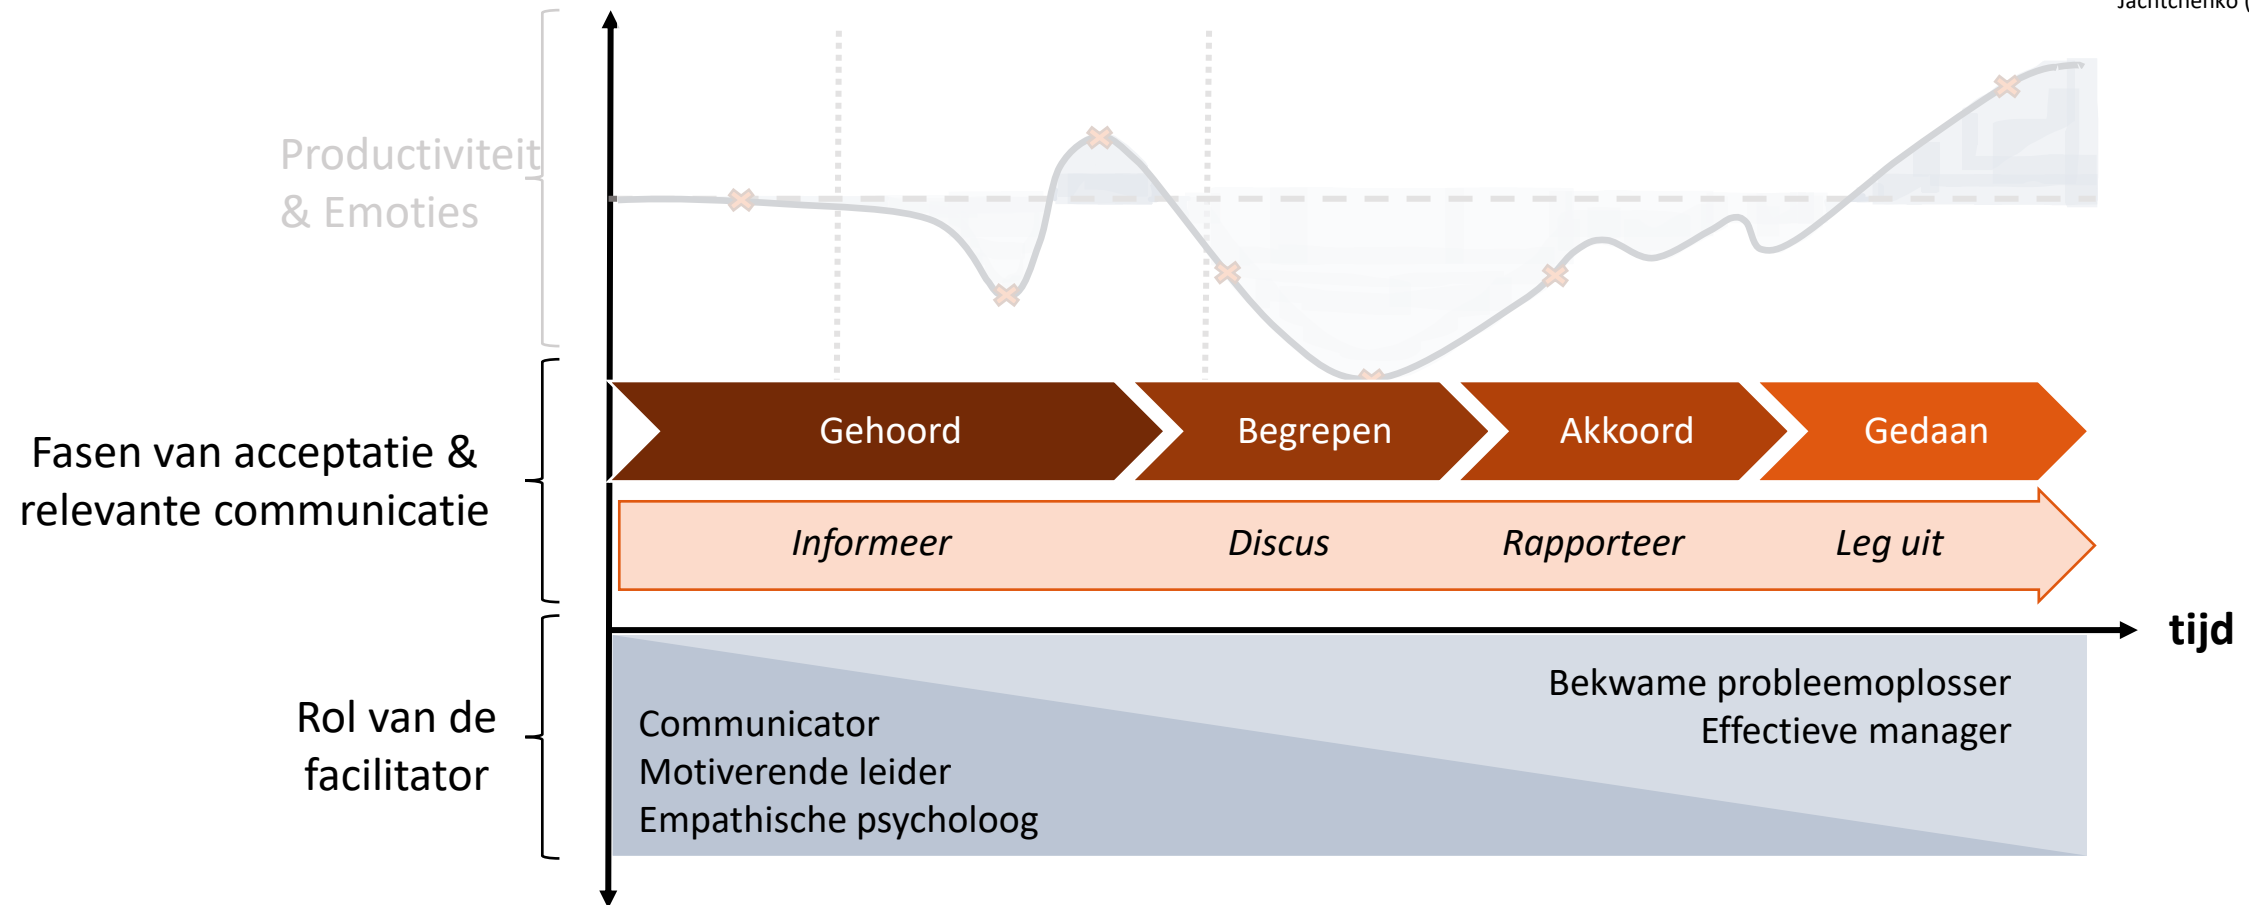 Jachtchenko (
Productiviteit
& Emoties
Fasen van acceptatie &
relevante communicatie
Gehoord
Begrepen
Akkoord
Gedaan
Informeer
Discus
Rapporteer
Leg uit
tijd
Rol van de
facilitator
Communicator
Motiverende leider
Empathische psycholoog
Bekwame probleemoplosser
Effectieve manager